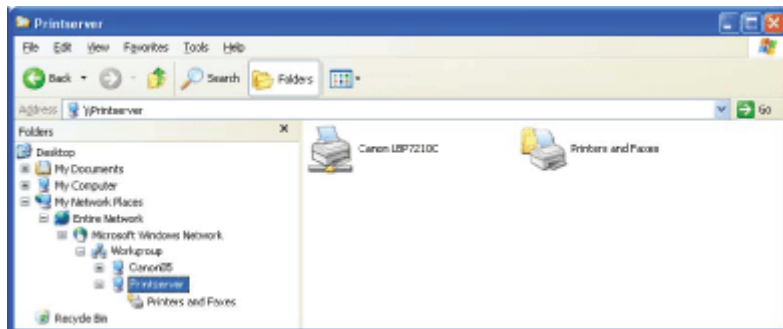 Printserver
File Edit View Favorites Tools Help
Back Search Folders
Address \\Printserver Go
Folders
Desktop
My Documents
My Computer
My Network Places
Entire Network
Microsoft Windows Network
Workgroup
Canon05
Printserver
Printers and Faxes
Recycle Bin
Canon LBP7210C
Printers and Faxes